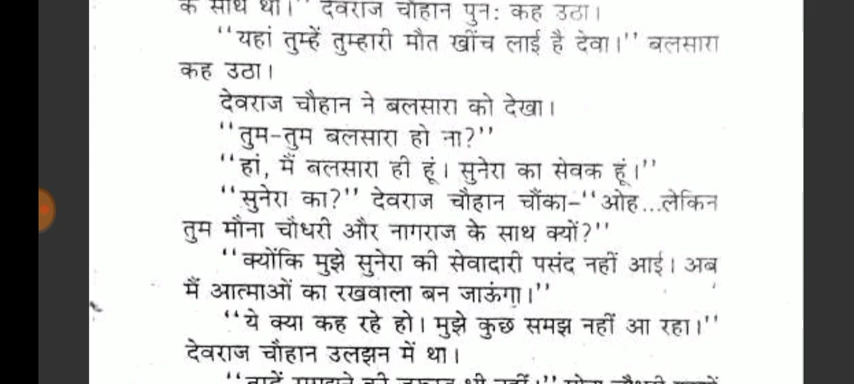 के साथ था।'' देवराज चौहान पुनः कह उठा।
''यहां तुम्हें तुम्हारी मौत खींच लाई है देवा।'' बलसारा
कह उठा।
देवराज चौहान ने बलसारा को देखा।
''तुम-तुम बलसारा हो ना?''
''हां, मैं बलसारा ही हूं। सुनेरा का सेवक हूं।''
''सुनेरा का?'' देवराज चौहान चौंका-''ओह...लेकिन
तुम मौना चौधरी और नागराज के साथ क्यों?''
''क्योंकि मुझे सुनेरा की सेवादारी पसंद नहीं आई। अब
मैं आत्माओं का रखवाला बन जाऊंगा।''
''ये क्या कह रहे हो। मुझे कुछ समझ नहीं आ रहा।''
देवराज चौहान उलझन में था।